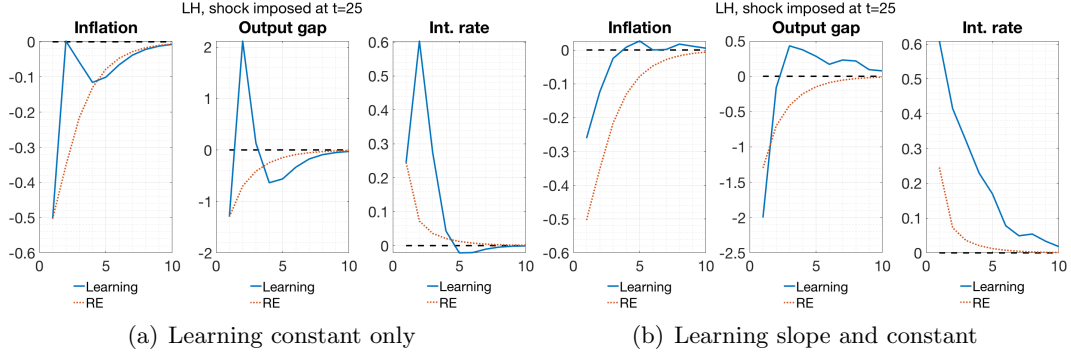 LH, shock imposed at t=25
Inflation
Output gap
Int. rate
0
-0.1
-0.2
-0.3
-0.4
-0.5
-0.6
0 5 10
2
1
0
-1
-2
0 5 10
0.6
0.5
0.4
0.3
0.2
0.1
0
0 5 10
Learning
RE
Learning
RE
Learning
RE
(a) Learning constant only
LH, shock imposed at t=25
Inflation
Output gap
Int. rate
0
-0.1
-0.2
-0.3
-0.4
-0.5
-0.6
0 5 10
0.5
0
-0.5
-1
-1.5
-2
-2.5
0 5 10
0.6
0.5
0.4
0.3
0.2
0.1
0
0 5 10
Learning
RE
Learning
RE
Learning
RE
(b) Learning slope and constant